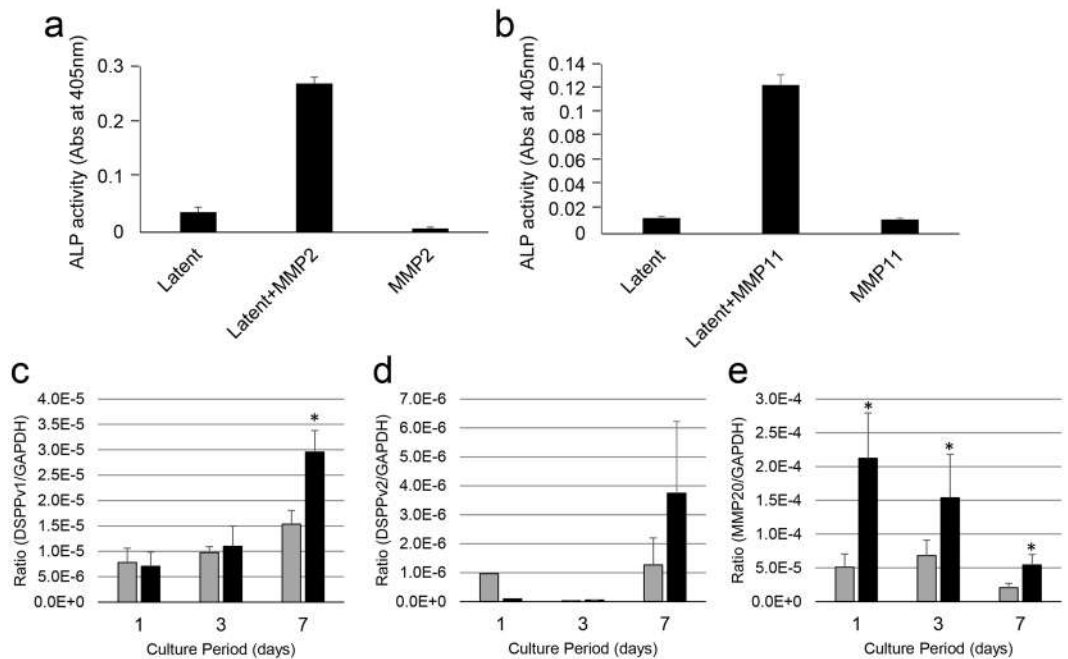 a
ALP activity (Abs at 405nm)
0.3
0.2
0.1
0
Latent
Latent+MMP2
MMP2
b
ALP activity (Abs at 405nm)
0.14
0.12
0.1
0.08
0.06
0.04
0.02
0
Latent
Latent+MMP11
MMP11
c
Ratio (DSPPv1/GAPDH)
4.0E-5
3.5E-5
3.0E-5
2.5E-5
2.0E-5
1.5E-5
1.0E-5
5.0E-6
0.0E+0
*
1 3 7
Culture Period (days)
d
Ratio (DSPPv2/GAPDH)
7.0E-6
6.0E-6
5.0E-6
4.0E-6
3.0E-6
2.0E-6
1.0E-6
0.0E+0
1 3 7
Culture Period (days)
e
Ratio (MMP20/GAPDH)
3.0E-4
2.5E-4
2.0E-4
1.5E-4
1.0E-4
5.0E-5
0.0E+0
*
*
*
1 3 7
Culture Period (days)